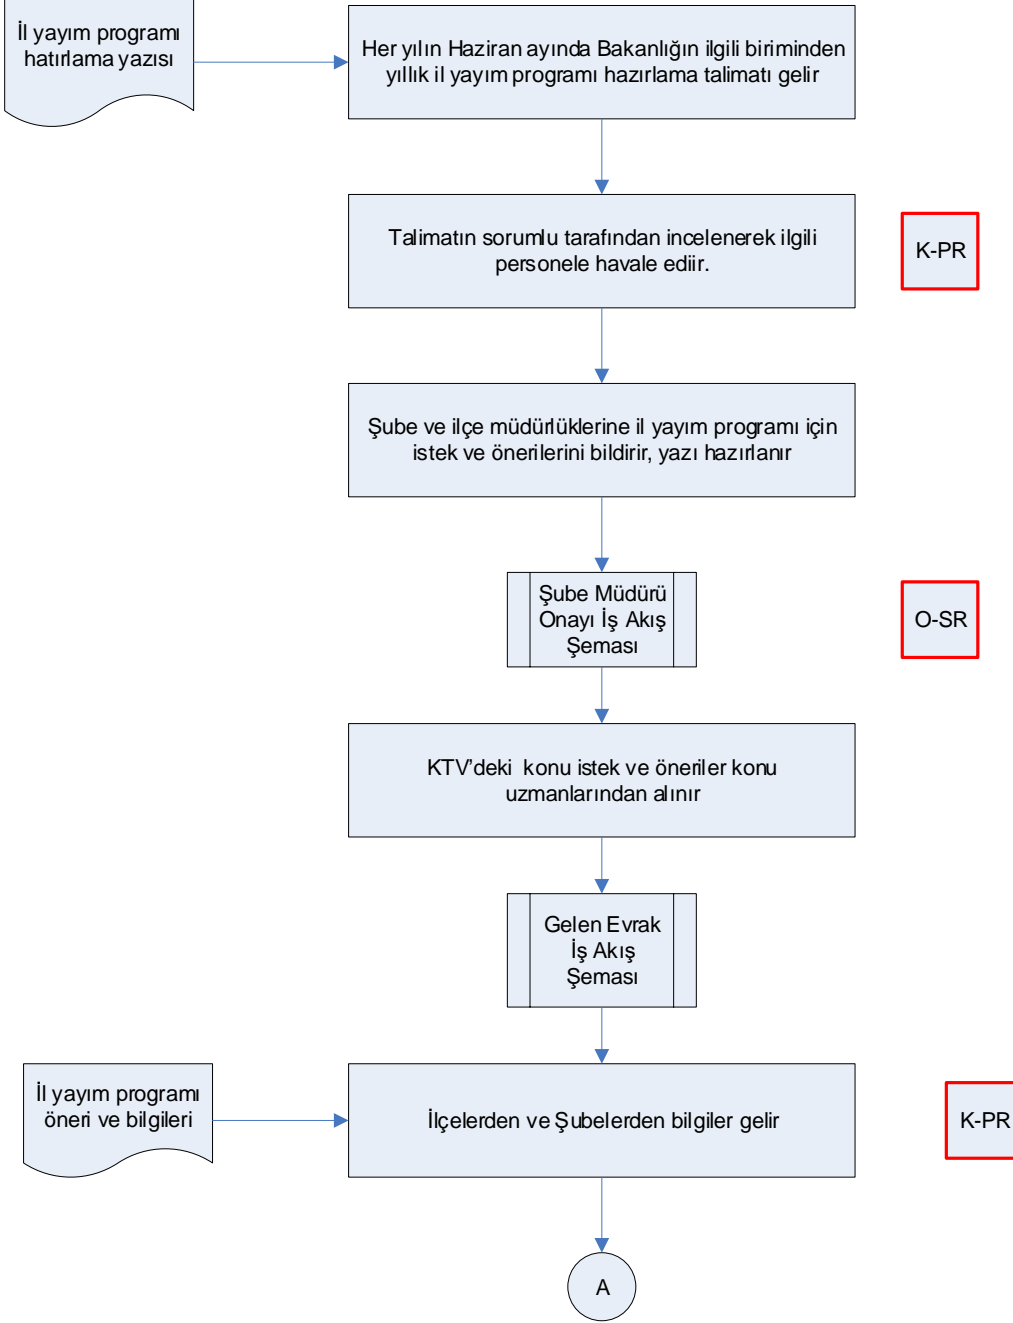 İl yayım programı
hatırlama yazısı
Her yılın Haziran ayında Bakanlığın ilgili biriminden
yıllık il yayım programı hazırlama talimatı gelir
Talimatın sorumlu tarafından incelenerek ilgili
personele havale ediir.
K-PR
Şube ve ilçe müdürlüklerine il yayım programı için
istek ve önerilerini bildirir, yazı hazırlanır
Şube Müdürü
Onayı İş Akış
Şeması
O-SR
KTV’deki konu istek ve öneriler konu
uzmanlarından alınır
Gelen Evrak
İş Akış
Şeması
İl yayım programı
öneri ve bilgileri
İlçelerden ve Şubelerden bilgiler gelir
K-PR
A